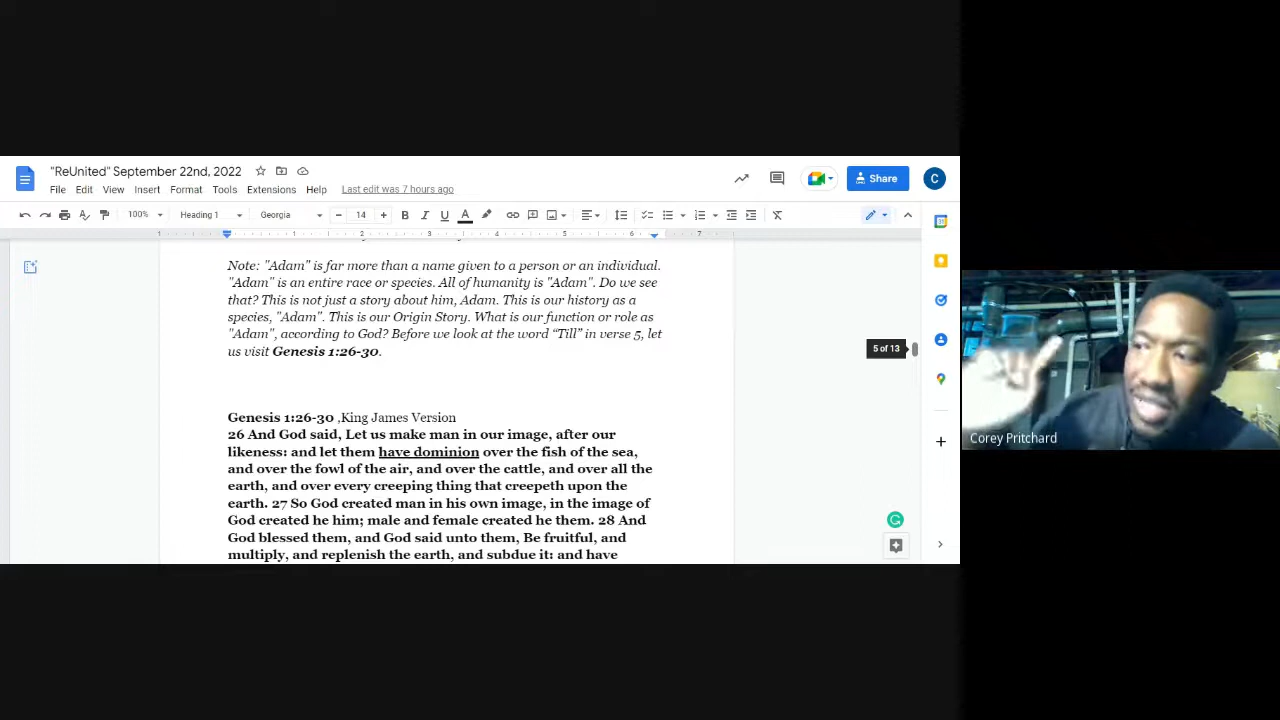 "ReUnited" September 22nd, 2022
File Edit View Insert Format Tools Extensions Help Last edit was 7 hours ago
Share
C
100% Heading 1 Georgia 14 B I U A
1 1 2 3 4 5 6 7
Note: "Adam" is far more than a name given to a person or an individual.
"Adam" is an entire race or species. All of humanity is "Adam". Do we see
that? This is not just a story about him, Adam. This is our history as a
species, "Adam". This is our Origin Story. What is our function or role as
"Adam", according to God? Before we look at the word “Till” in verse 5, let
us visit Genesis 1:26-30.
5 of 13
Genesis 1:26-30 ,King James Version
26 And God said, Let us make man in our image, after our
likeness: and let them have dominion over the fish of the sea,
and over the fowl of the air, and over the cattle, and over all the
earth, and over every creeping thing that creepeth upon the
earth. 27 So God created man in his own image, in the image of
God created he him; male and female created he them. 28 And
God blessed them, and God said unto them, Be fruitful, and
multiply, and replenish the earth, and subdue it: and have
Corey Pritchard